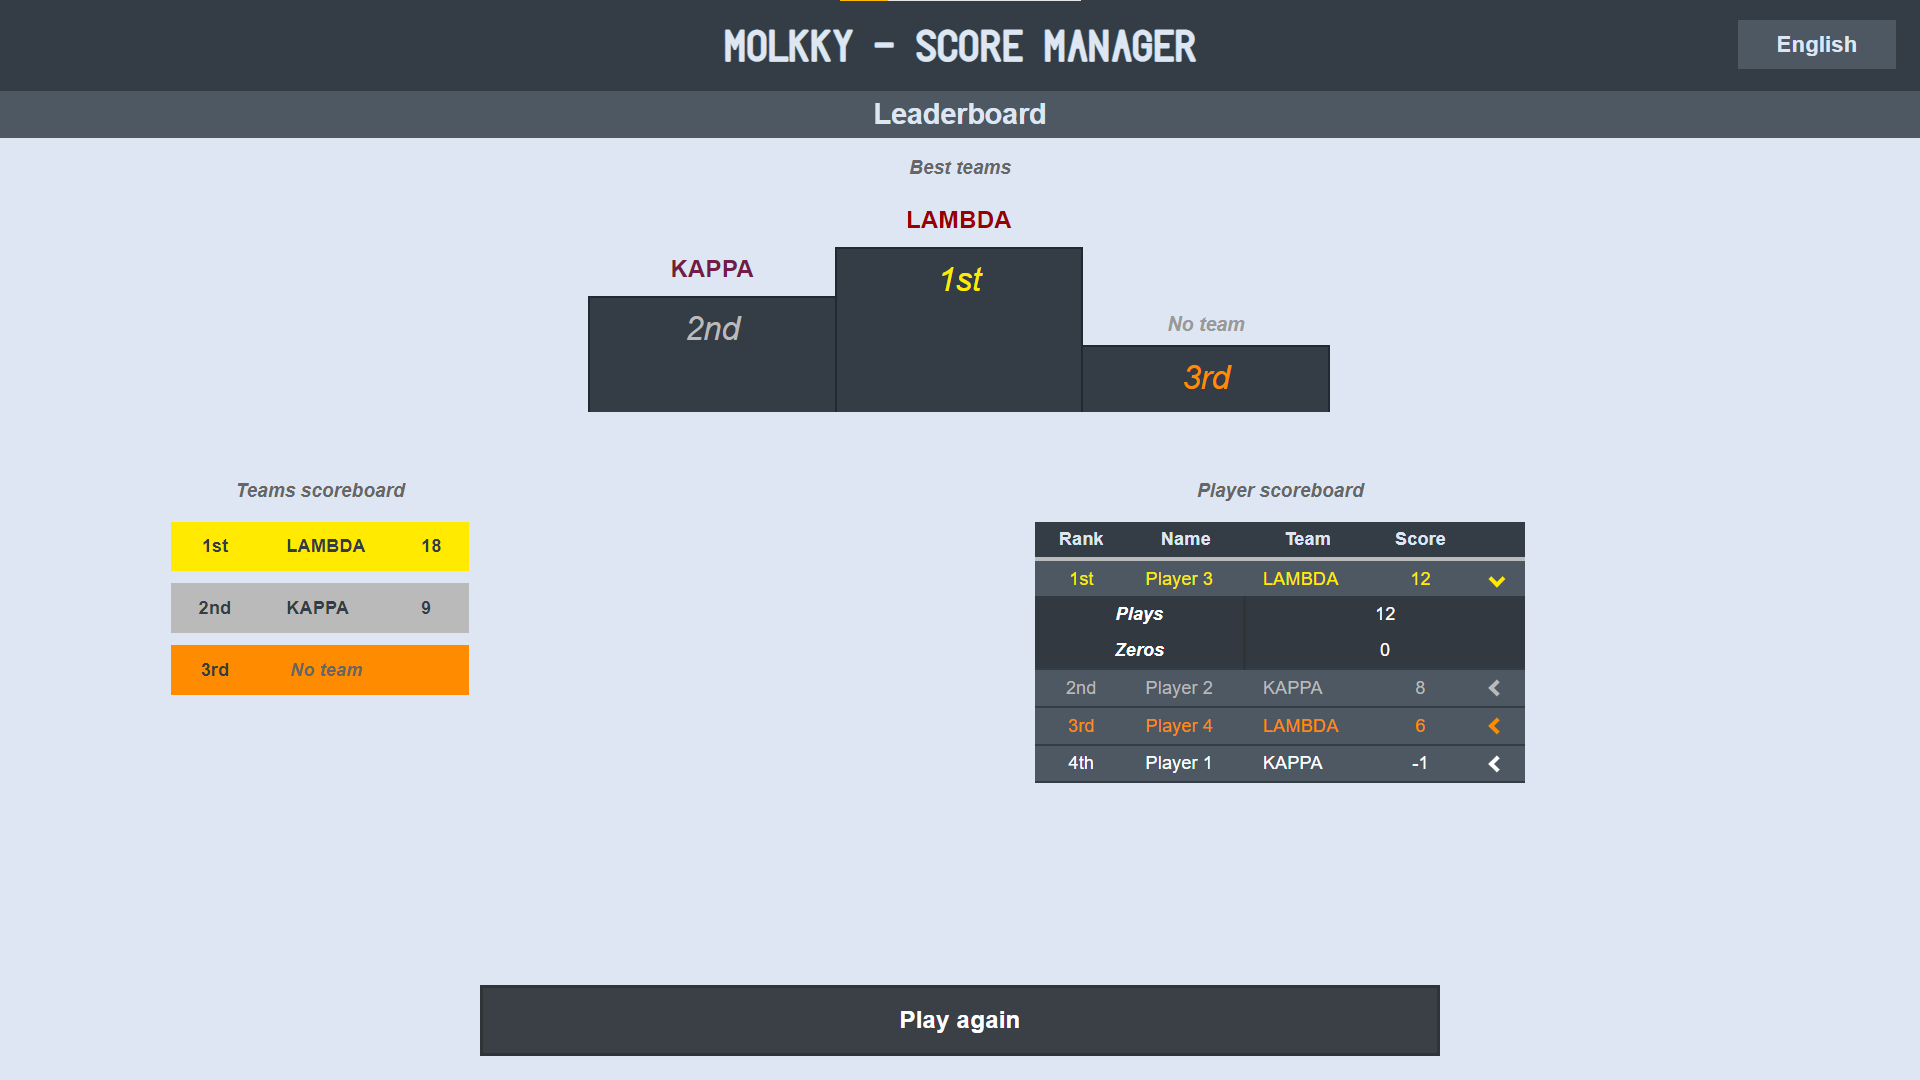 MOLKKY - SCORE MANAGER
English
Leaderboard
Best teams
LAMBDA
KAPPA
1st
2nd
No team
3rd
Teams scoreboard
1st LAMBDA 18
2nd KAPPA 9
3rd No team
Player scoreboard
Rank Name Team Score
1st Player 3 LAMBDA 12
Plays 12
Zeros 0
2nd Player 2 KAPPA 8
3rd Player 4 LAMBDA 6
4th Player 1 KAPPA -1
Play again